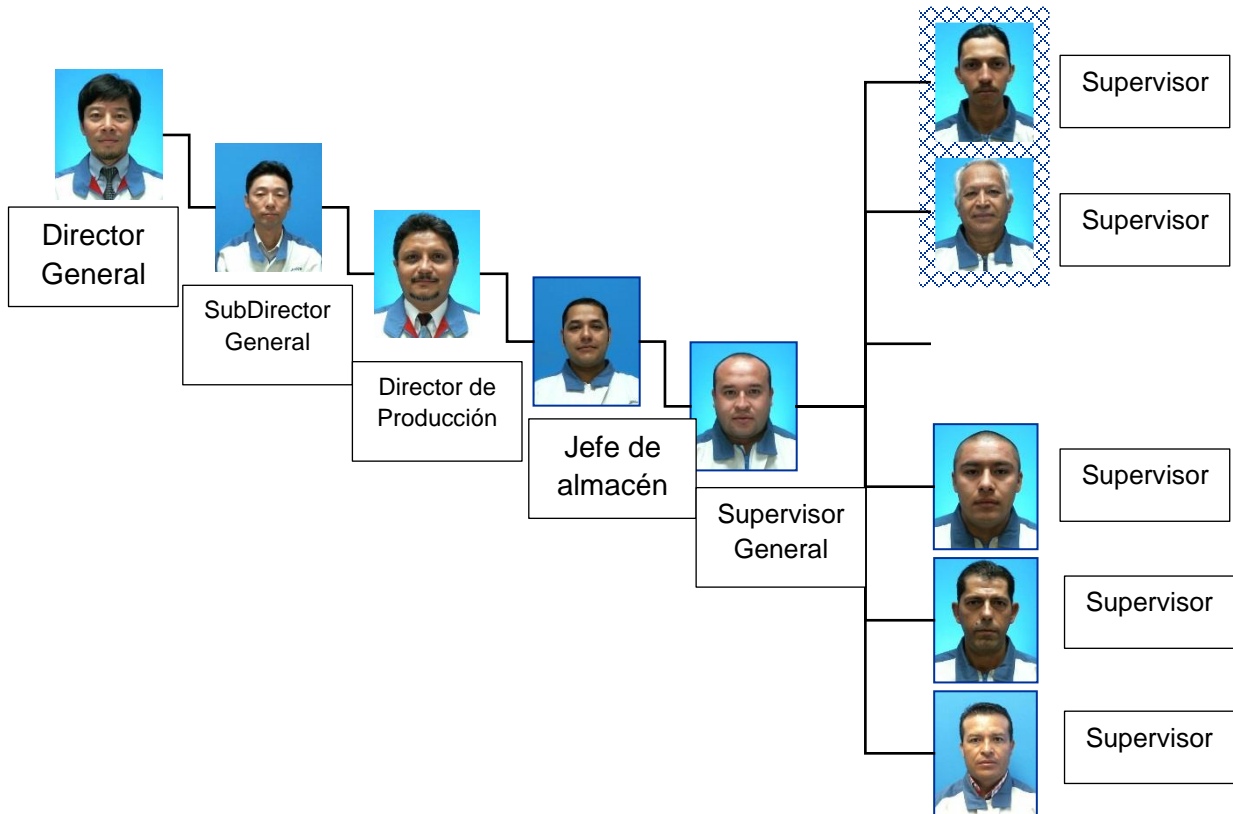 Director
General
SubDirector
General
Director de
Producción
Jefe de
almacén
Supervisor
General
Supervisor
Supervisor
Supervisor
Supervisor
Supervisor